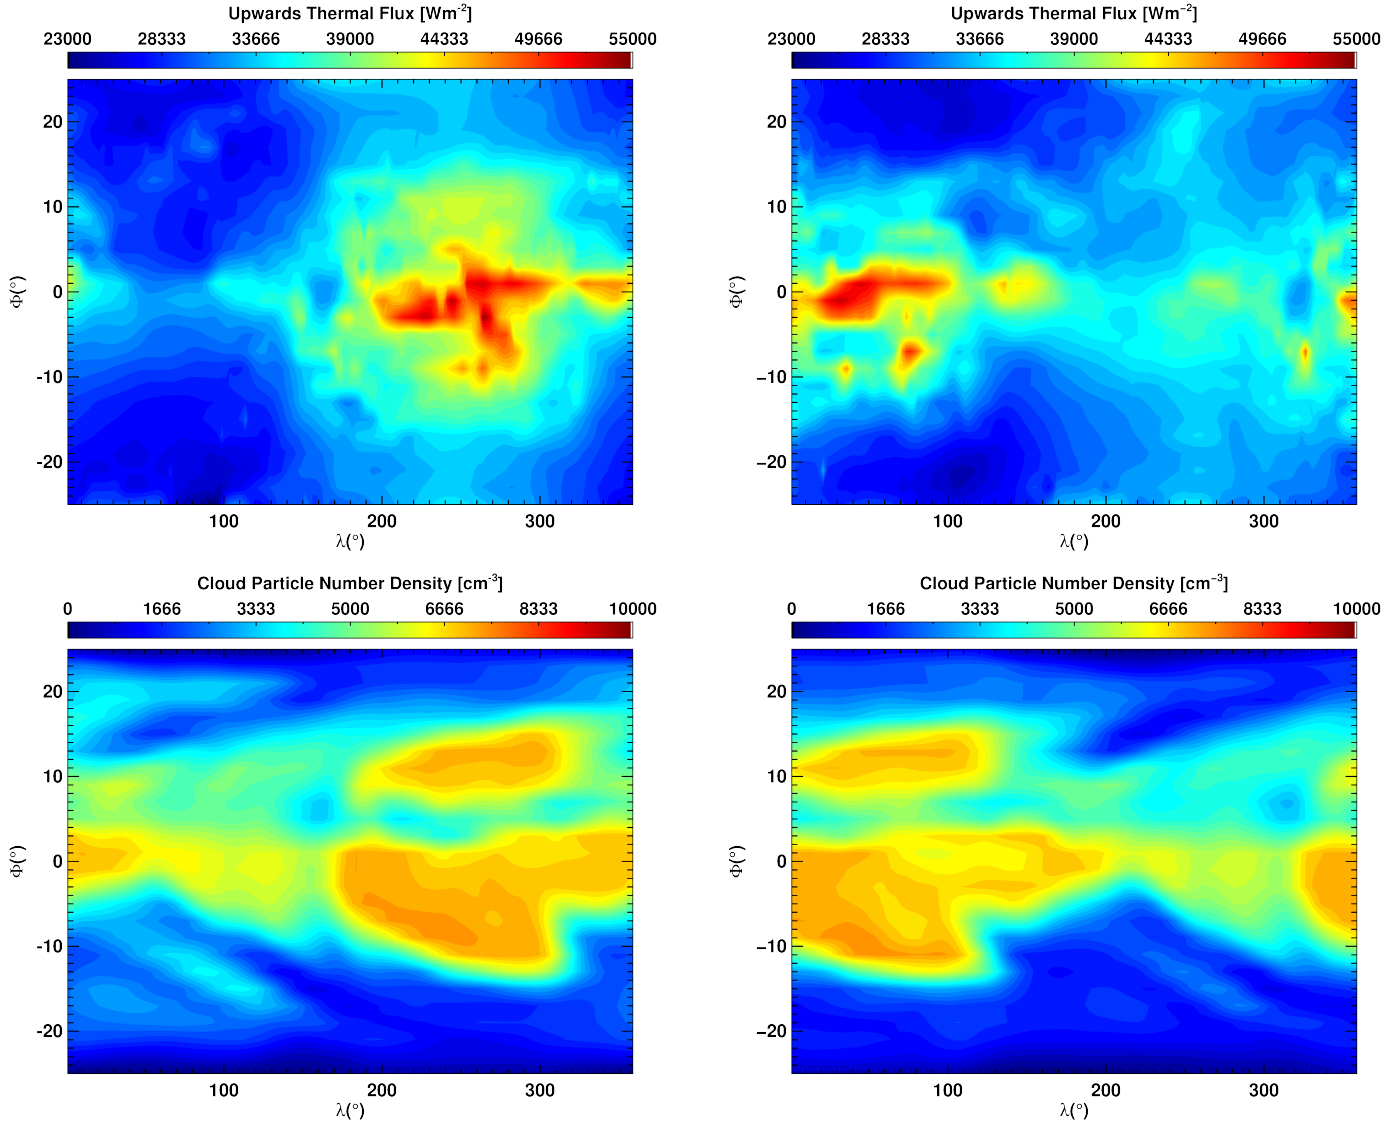 Upwards Thermal Flux [Wm-2]
23000 28333 33666 39000 44333 49666 55000
20
10
0
-10
-20
Φ(°)
100 200 300
λ(°)
Upwards Thermal Flux [Wm−2]
23000 28333 33666 39000 44333 49666 55000
20
10
0
−10
−20
Φ(°)
100 200 300
λ(°)
Cloud Particle Number Density [cm-3]
0 1666 3333 5000 6666 8333 10000
20
10
0
-10
-20
Φ(°)
100 200 300
λ(°)
Cloud Particle Number Density [cm−3]
0 1666 3333 5000 6666 8333 10000
20
10
0
−10
−20
Φ(°)
100 200 300
λ(°)